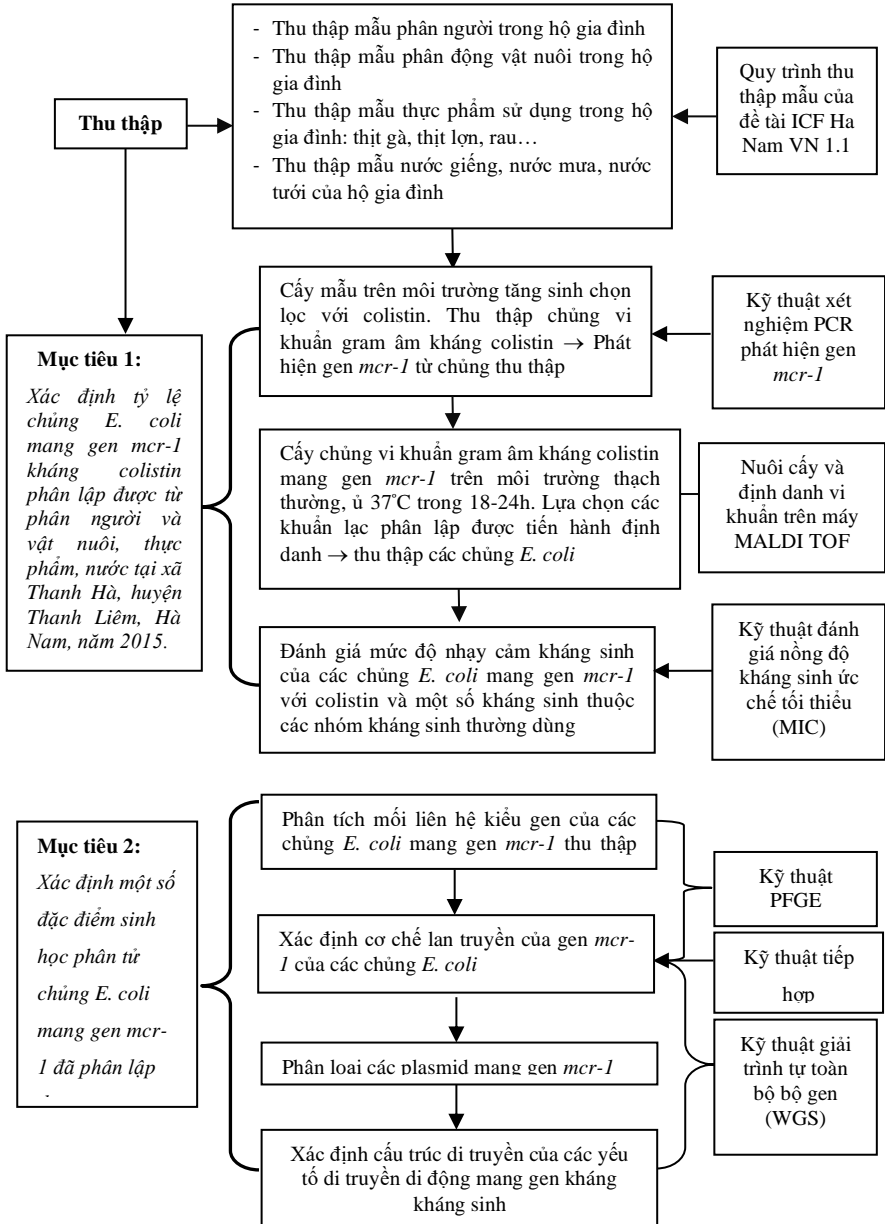 Thu thập
- Thu thập mẫu phân người trong hộ gia đình
- Thu thập mẫu phân động vật nuôi trong hộ
gia đình
- Thu thập mẫu thực phẩm sử dụng trong hộ
gia đình: thịt gà, thịt lợn, rau…
- Thu thập mẫu nước giếng, nước mưa, nước
tưới của hộ gia đình
Quy trình thu
thập mẫu của
đề tài ICF Ha
Nam VN 1.1
Mục tiêu 1:
Xác định tỷ lệ
chủng E. coli
mang gen mcr-1
kháng colistin
phân lập được từ
phân người và
vật nuôi, thực
phẩm, nước tại xã
Thanh Hà, huyện
Thanh Liêm, Hà
Nam, năm 2015.
Cấy mẫu trên môi trường tăng sinh chọn
lọc với colistin. Thu thập chủng vi
khuẩn gram âm kháng colistin → Phát
hiện gen mcr-1 từ chủng thu thập
Kỹ thuật xét
nghiệm PCR
phát hiện gen
mcr-1
Cấy chủng vi khuẩn gram âm kháng colistin
mang gen mcr-1 trên môi trường thạch
thường, ủ 37°C trong 18-24h. Lựa chọn các
khuẩn lạc phân lập được tiến hành định
danh → thu thập các chủng E. coli
Nuôi cấy và
định danh vi
khuẩn trên máy
MALDI TOF
Đánh giá mức độ nhạy cảm kháng sinh
của các chủng E. coli mang gen mcr-1
với colistin và một số kháng sinh thuộc
các nhóm kháng sinh thường dùng
Kỹ thuật đánh
giá nồng độ
kháng sinh ức
chế tối thiểu
(MIC)
Mục tiêu 2:
Xác định một số
đặc điểm sinh
học phân tử
chủng E. coli
mang gen mcr-
1 đã phân lập
Phân tích mối liên hệ kiểu gen của các
chủng E. coli mang gen mcr-1 thu thập
Kỹ thuật
PFGE
Xác định cơ chế lan truyền của gen mcr-
1 của các chủng E. coli
Kỹ thuật tiếp
hợp
Phân loại các plasmid mang gen mcr-1
Kỹ thuật giải
trình tự toàn
bộ bộ gen
(WGS)
Xác định cấu trúc di truyền của các yếu
tố di truyền di động mang gen kháng
kháng sinh